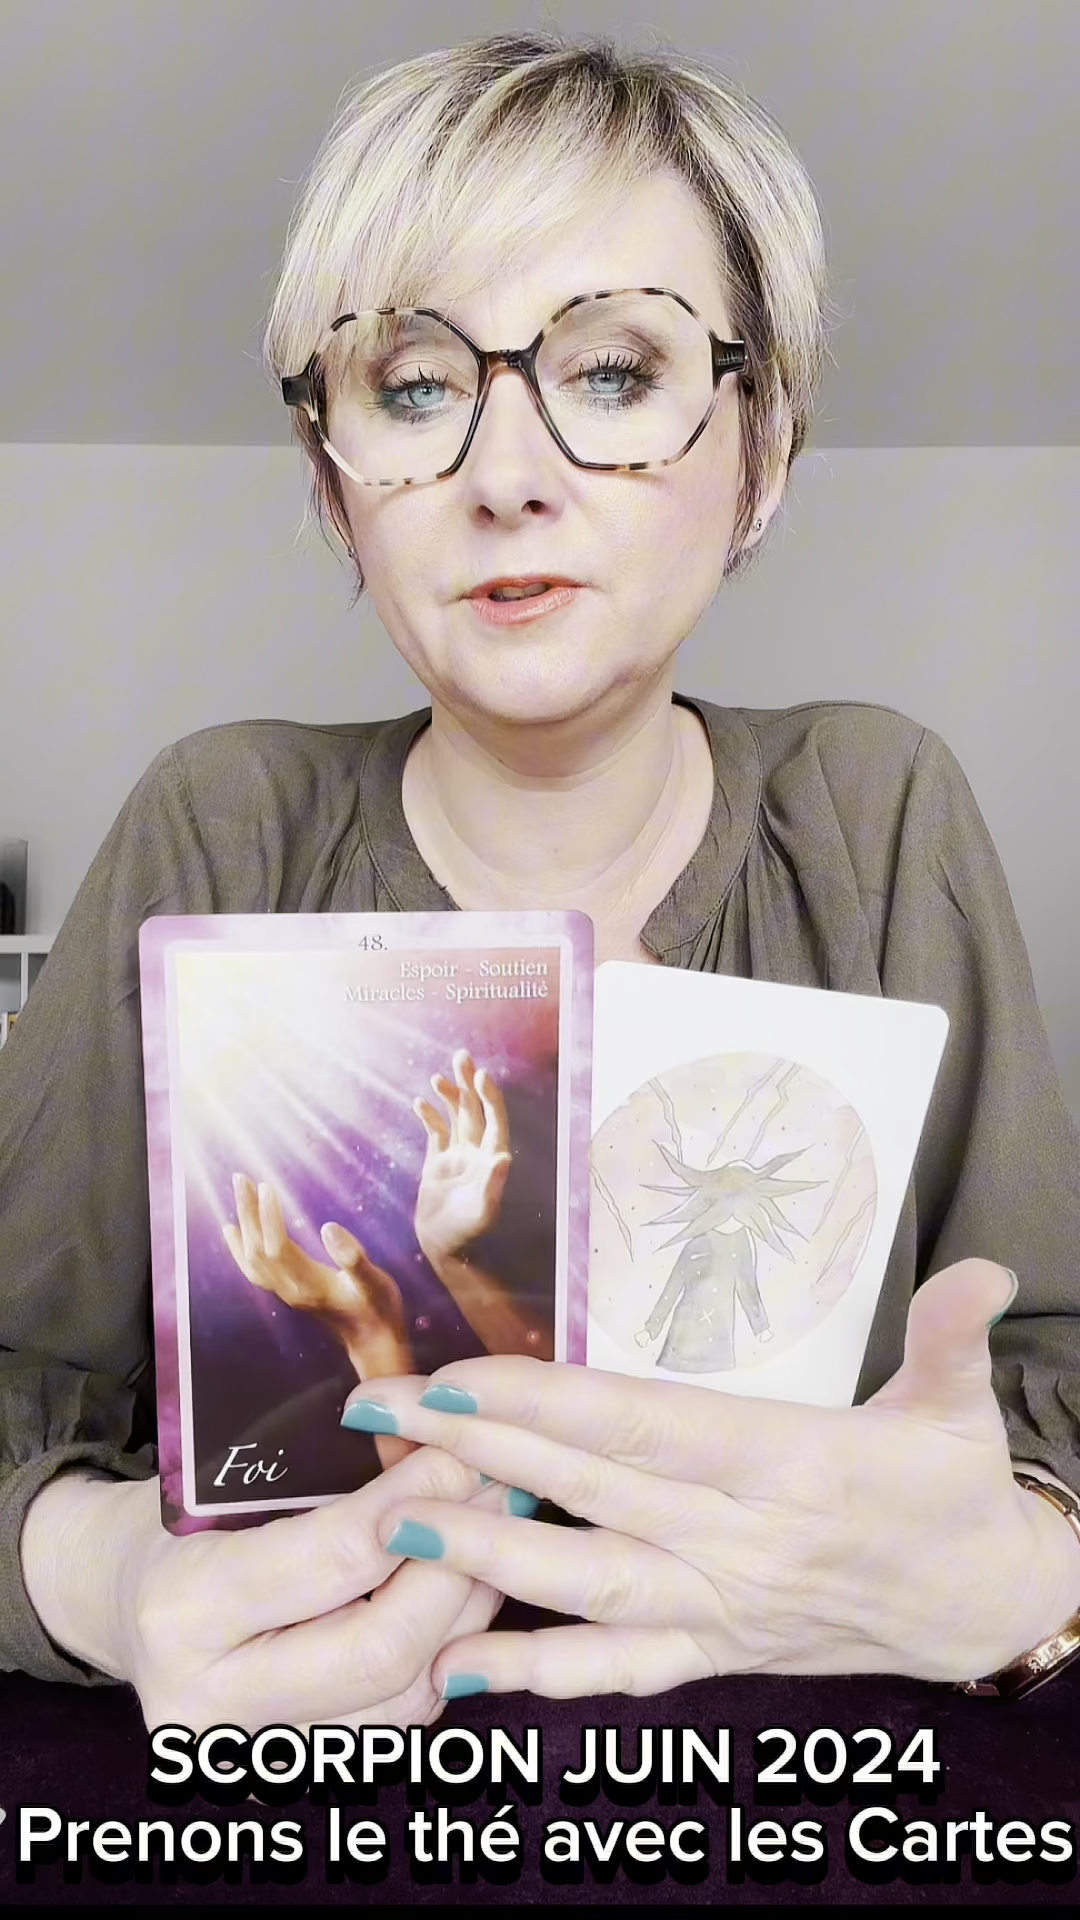 48.
Espoir - Soutien
Miracles - Spiritualité
Foi
SCORPION JUIN 2024
Prenons le thé avec les Cartes